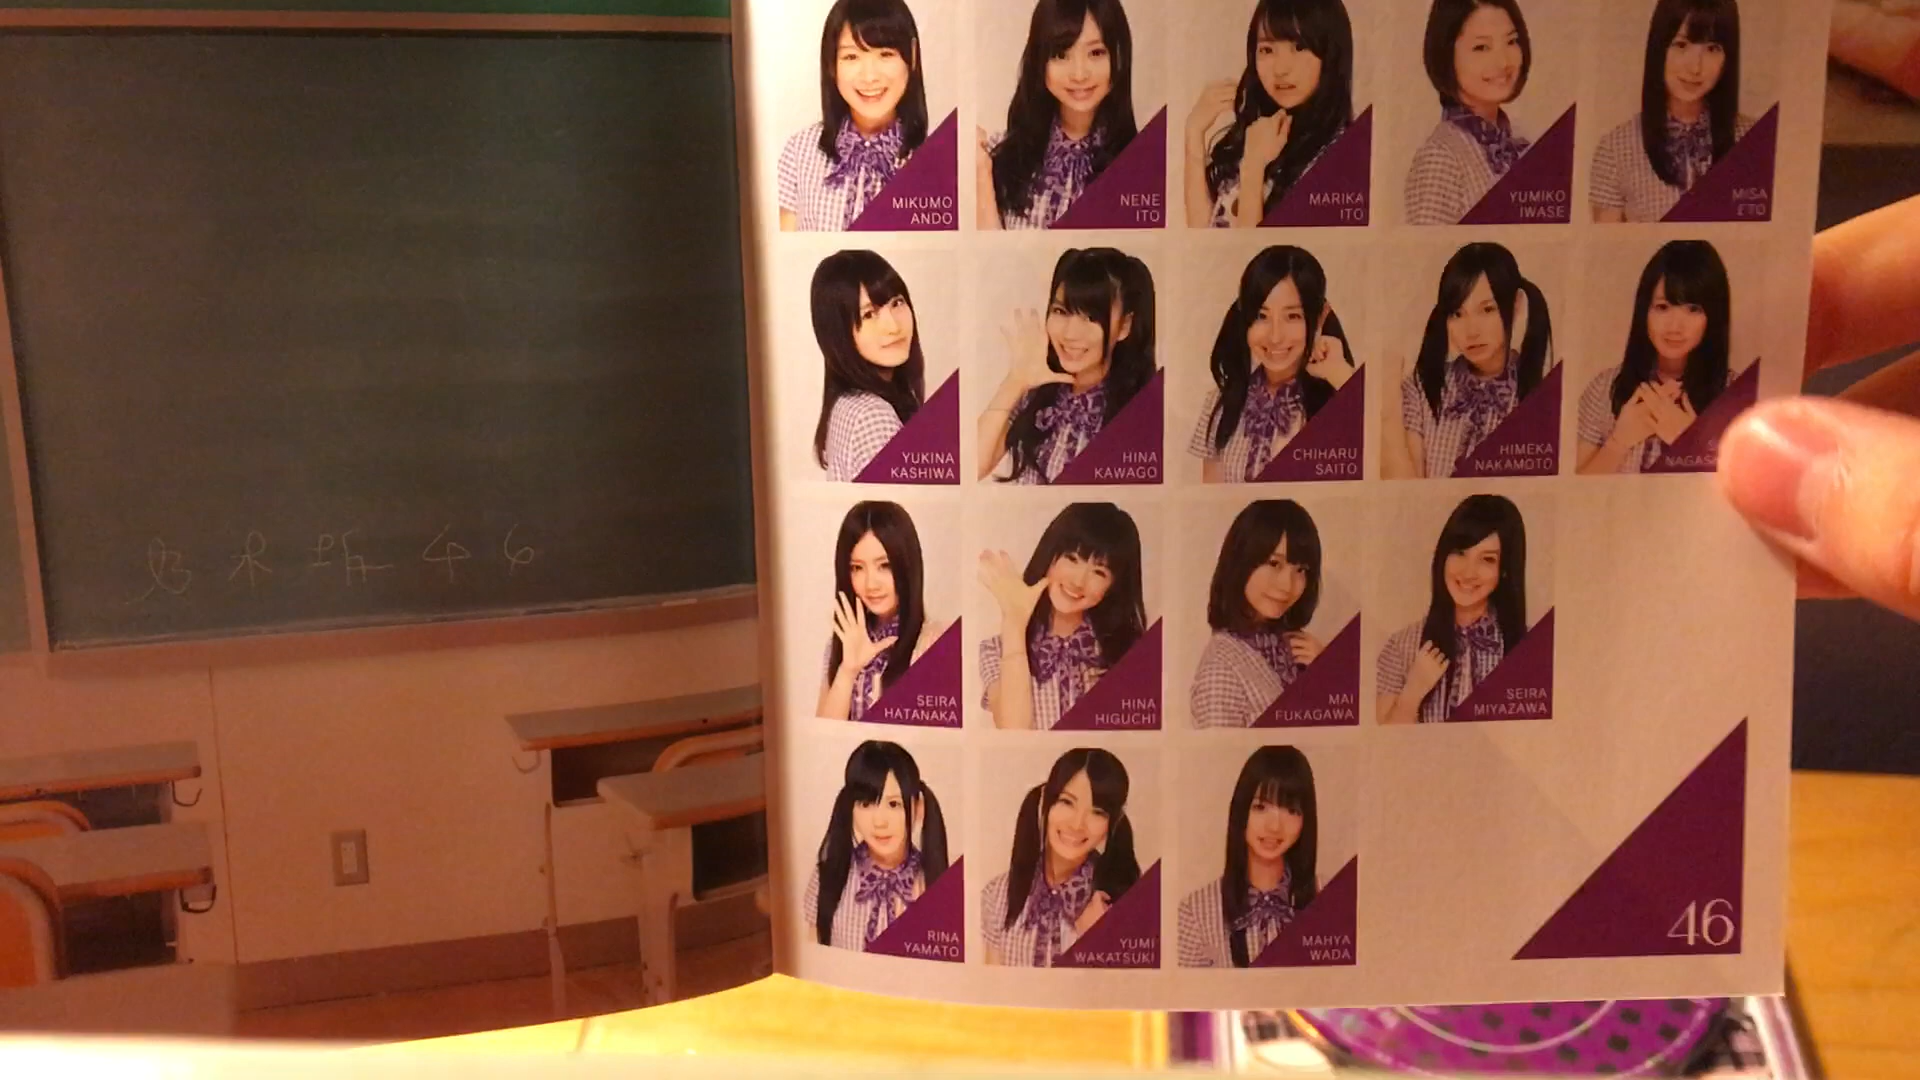 乃木坂46
MIKUMO
ANDO
NENE
ITO
MARIKA
ITO
YUMIKO
IWASE
MISA
ETO
YUKINA
KASHIWA
HINA
KAWAGO
CHIHARU
SAITO
HIMEKA
NAKAMOTO
SEIRA
HATANAKA
HINA
HIGUCHI
MAI
FUKAGAWA
SEIRA
MIYAZAWA
RINA
YAMATO
YUMI
WAKATSUKI
MAHYA
WADA
46